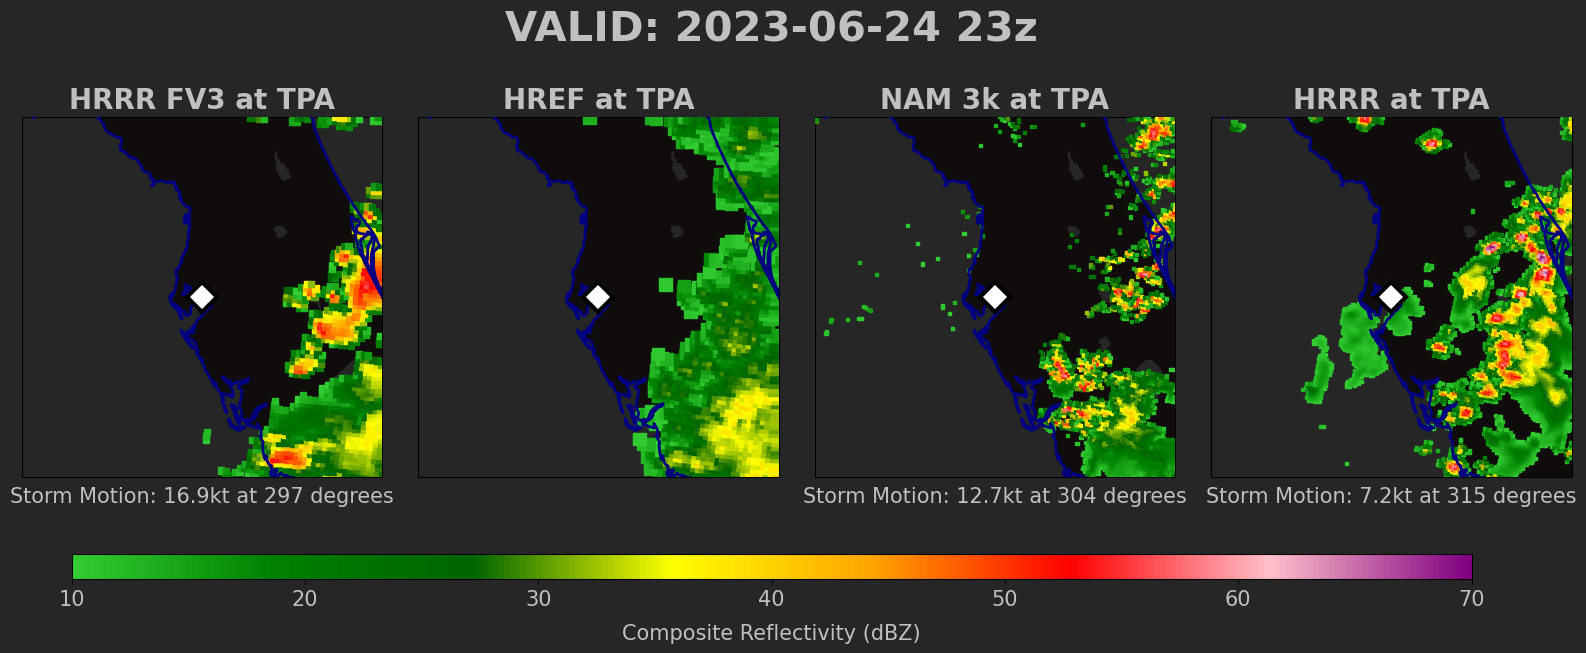 VALID: 2023-06-24 23z
HRRR FV3 at TPA
HREF at TPA
NAM 3k at TPA
HRRR at TPA
Storm Motion: 16.9kt at 297 degrees
Storm Motion: 12.7kt at 304 degrees
Storm Motion: 7.2kt at 315 degrees
10 20 30 40 50 60 70
Composite Reflectivity (dBZ)